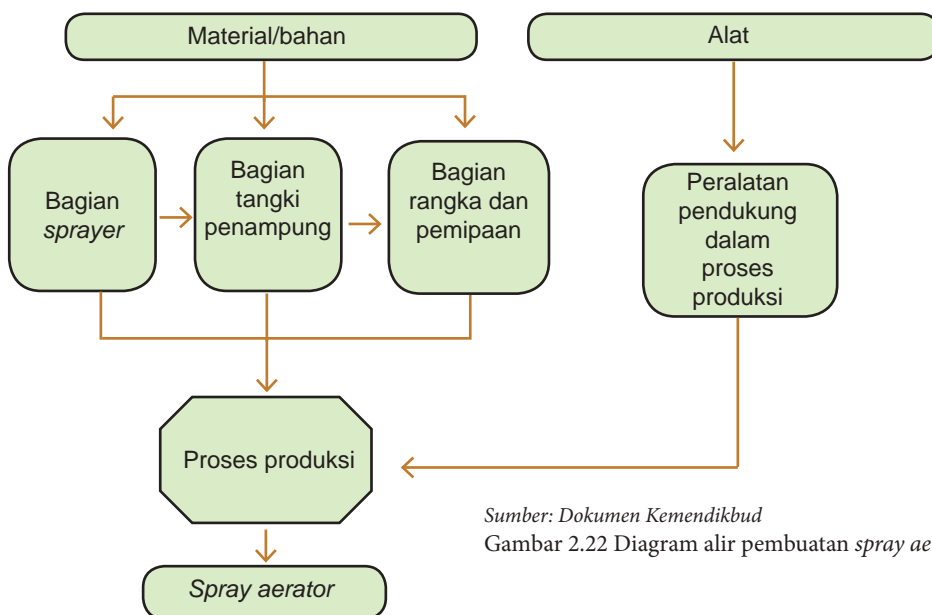 Material/bahan
Alat
Bagian
sprayer
Bagian
tangki
penampung
Bagian
rangka dan
pemipaan
Peralatan
pendukung
dalam
proses
produksi
Proses produksi
Spray aerator
Sumber: Dokumen Kemendikbud
Gambar 2.22 Diagram alir pembuatan spray ae